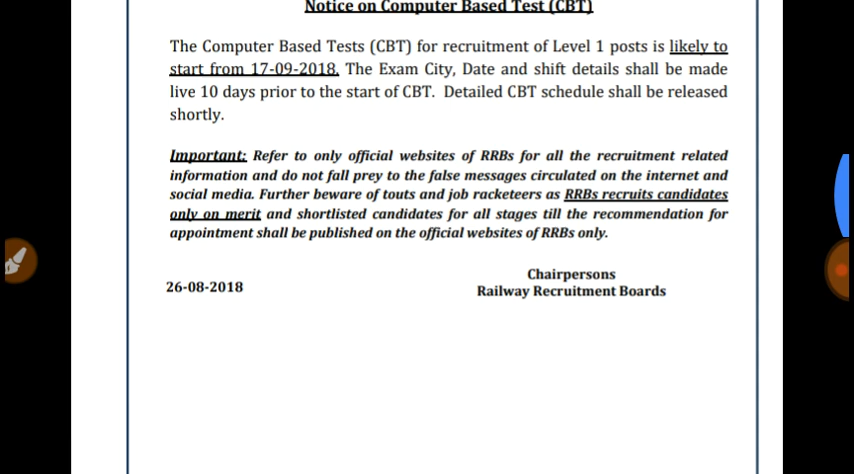 Notice on Computer Based Test (CBT)
The Computer Based Tests (CBT) for recruitment of Level 1 posts is likely to
start from 17-09-2018. The Exam City, Date and shift details shall be made
live 10 days prior to the start of CBT. Detailed CBT schedule shall be released
shortly.
Important: Refer to only official websites of RRBs for all the recruitment related
information and do not fall prey to the false messages circulated on the internet and
social media. Further beware of touts and job racketeers as RRBs recruits candidates
only on merit and shortlisted candidates for all stages till the recommendation for
appointment shall be published on the official websites of RRBs only.
26-08-2018
Chairpersons
Railway Recruitment Boards